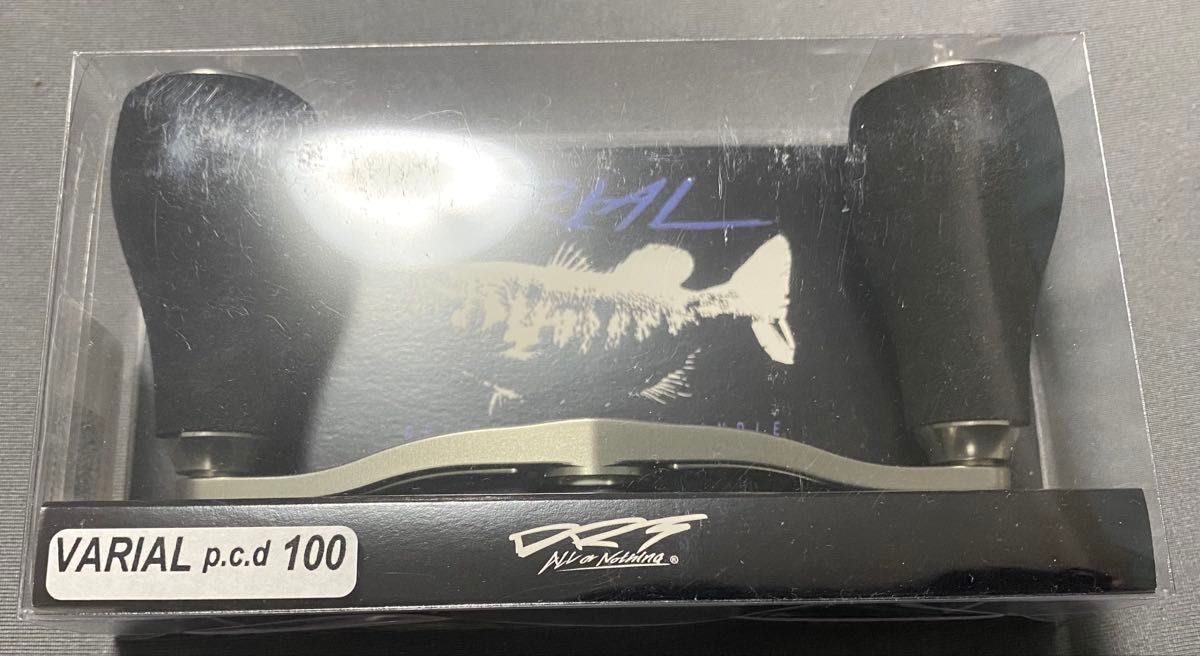 VARIAL p.c.d 100
DRT
ALL or Nothing®